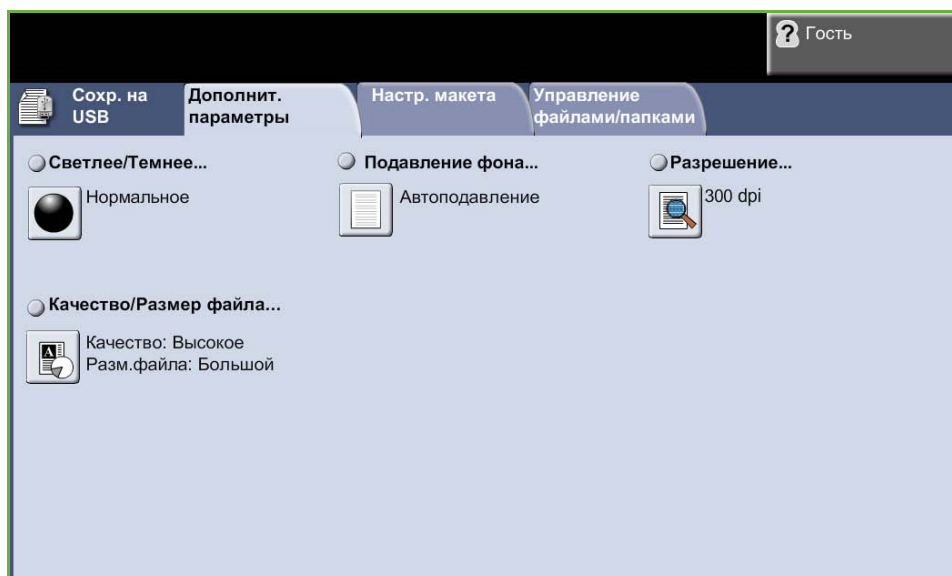 ? Гость
Сохр. на USB
Дополнит. параметры
Настр. макета
Управление файлами/папками
Светлее/Темнее...
Нормальное
Подавление фона...
Автоподавление
Разрешение...
300 dpi
Качество/Размер файла...
A
Качество: Высокое
Разм.файла: Большой